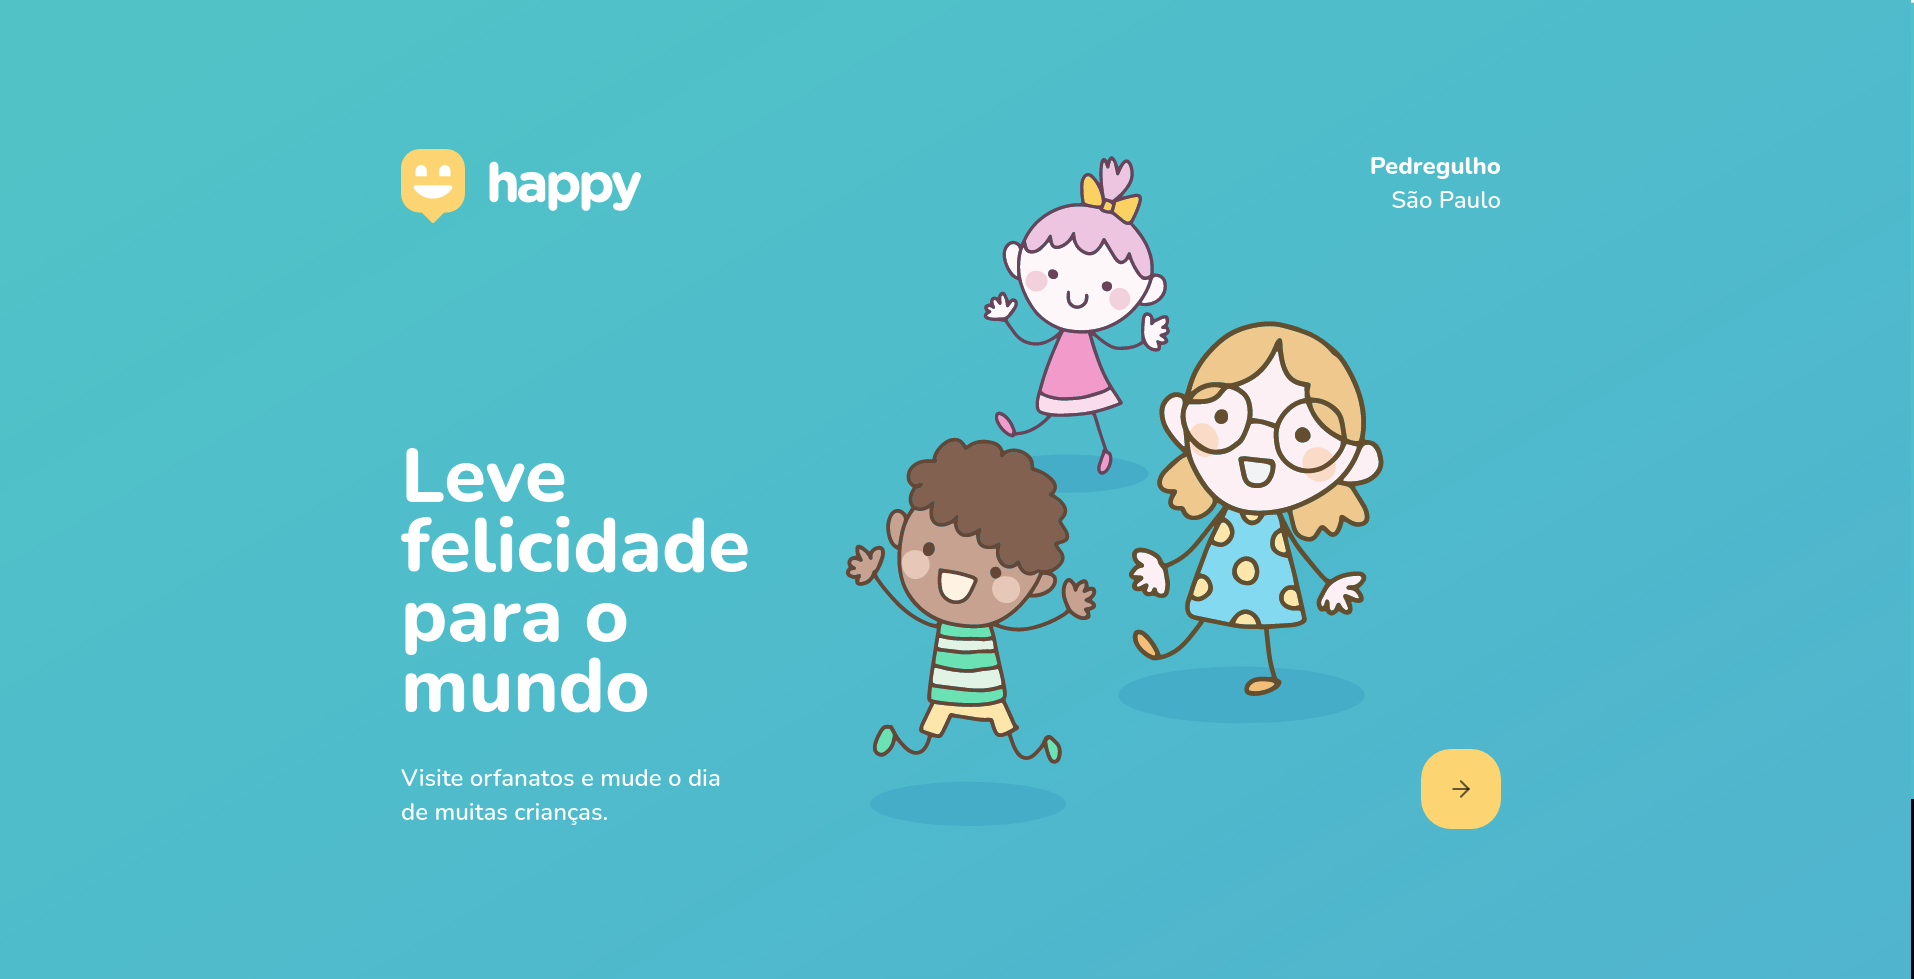 happy
Pedregulho
São Paulo
Leve
felicidade
para o
mundo
Visite orfanatos e mude o dia
de muitas crianças.